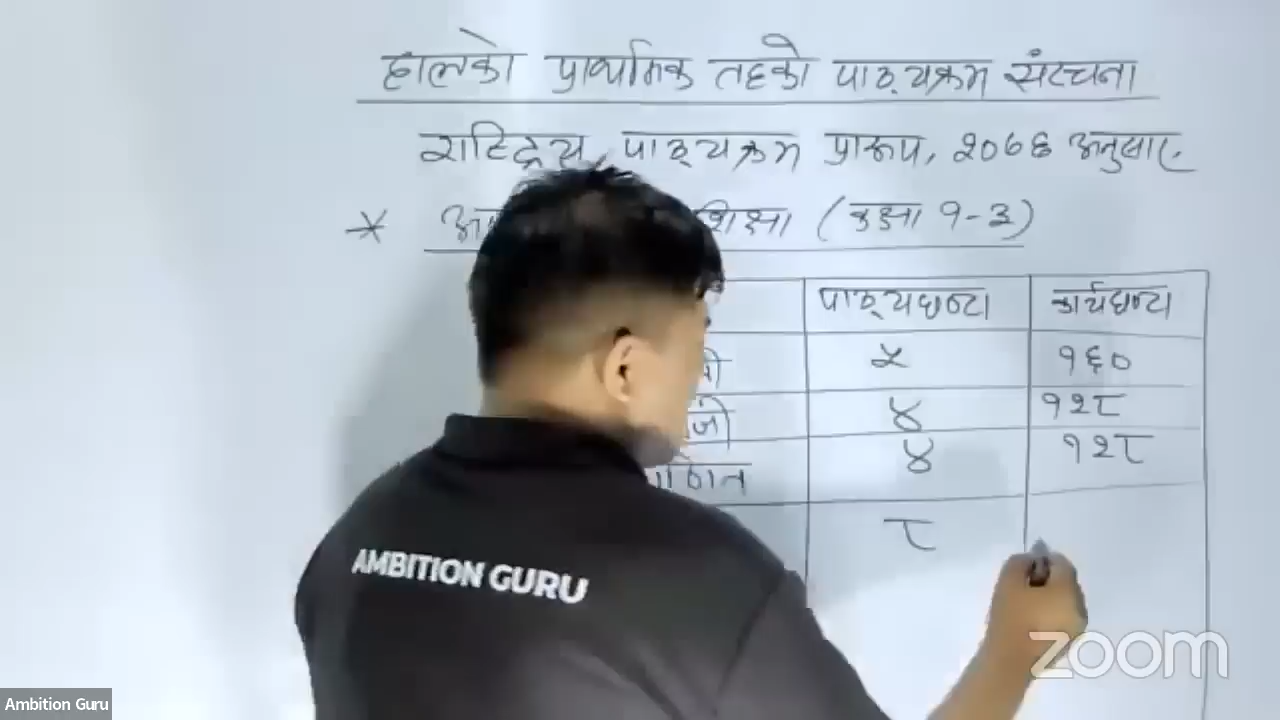 हालको प्राथमिक तहको पाठ्यक्रम संरचना
राष्ट्रिय पाठ्यक्रम प्रारूप, २०७६ अनुसार
* शिक्षा (कक्षा १-३)
पाठ्यघण्टा कार्यघण्टा
५ १६०
४ १२८
४ १२८
८
AMBITION GURU
zoom
Ambition Guru